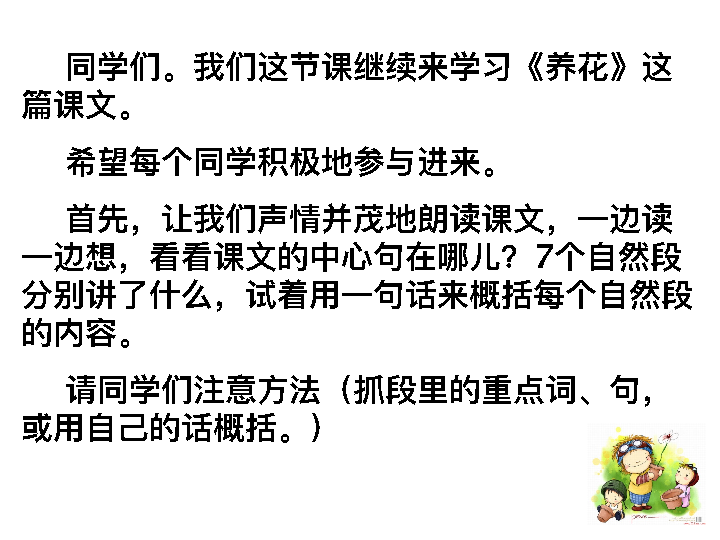 同学们。我们这节课继续来学习《养花》这
篇课文。
希望每个同学积极地参与进来。
首先，让我们声情并茂地朗读课文，一边读
一边想，看看课文的中心句在哪儿？7个自然段
分别讲了什么，试着用一句话来概括每个自然段
的内容。
请同学们注意方法（抓段里的重点词、句，
或用自己的话概括。）